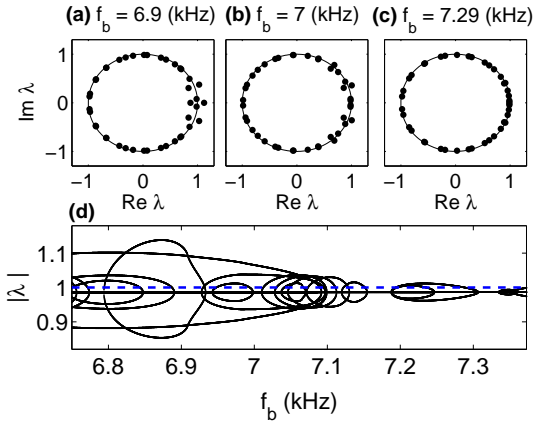 (a) f_b = 6.9 (kHz) (b) f_b = 7 (kHz) (c) f_b = 7.29 (kHz)
Im λ
1
0
−1
−1 0 1 −1 0 1 −1 0 1
Re λ Re λ Re λ
(d)
|λ|
1.1
1
0.9
6.8 6.9 7 7.1 7.2 7.3
f_b (kHz)